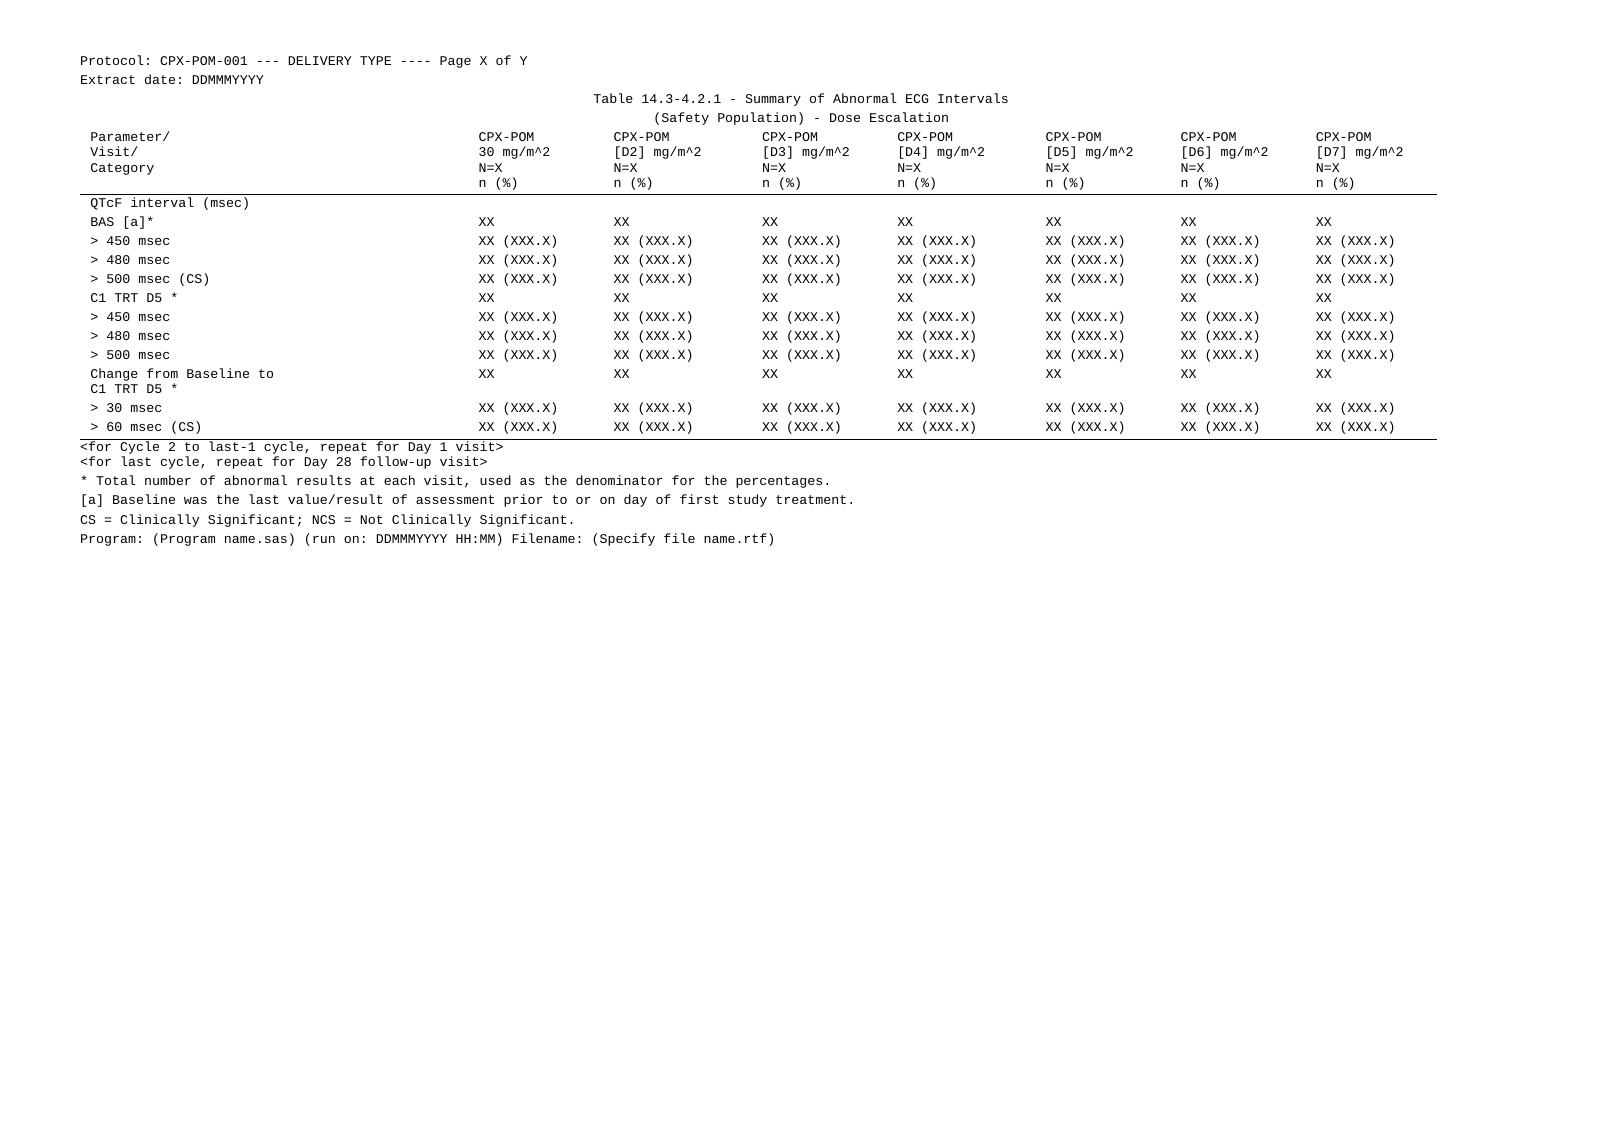 Protocol: CPX-POM-001 --- DELIVERY TYPE ---- Page X of Y
Extract date: DDMMMYYYY
Table 14.3-4.2.1 - Summary of Abnormal ECG Intervals
(Safety Population) - Dose Escalation
Parameter/ CPX-POM CPX-POM CPX-POM CPX-POM CPX-POM CPX-POM CPX-POM
Visit/ 30 mg/m^2 [D2] mg/m^2 [D3] mg/m^2 [D4] mg/m^2 [D5] mg/m^2 [D6] mg/m^2 [D7] mg/m^2
Category N=X N=X N=X N=X N=X N=X N=X
n (%) n (%) n (%) n (%) n (%) n (%) n (%)
QTcF interval (msec)
BAS [a]* XX XX XX XX XX XX XX
> 450 msec XX (XXX.X) XX (XXX.X) XX (XXX.X) XX (XXX.X) XX (XXX.X) XX (XXX.X) XX (XXX.X)
> 480 msec XX (XXX.X) XX (XXX.X) XX (XXX.X) XX (XXX.X) XX (XXX.X) XX (XXX.X) XX (XXX.X)
> 500 msec (CS) XX (XXX.X) XX (XXX.X) XX (XXX.X) XX (XXX.X) XX (XXX.X) XX (XXX.X) XX (XXX.X)
C1 TRT D5 * XX XX XX XX XX XX XX
> 450 msec XX (XXX.X) XX (XXX.X) XX (XXX.X) XX (XXX.X) XX (XXX.X) XX (XXX.X) XX (XXX.X)
> 480 msec XX (XXX.X) XX (XXX.X) XX (XXX.X) XX (XXX.X) XX (XXX.X) XX (XXX.X) XX (XXX.X)
> 500 msec XX (XXX.X) XX (XXX.X) XX (XXX.X) XX (XXX.X) XX (XXX.X) XX (XXX.X) XX (XXX.X)
Change from Baseline to XX XX XX XX XX XX XX
C1 TRT D5 *
> 30 msec XX (XXX.X) XX (XXX.X) XX (XXX.X) XX (XXX.X) XX (XXX.X) XX (XXX.X) XX (XXX.X)
> 60 msec (CS) XX (XXX.X) XX (XXX.X) XX (XXX.X) XX (XXX.X) XX (XXX.X) XX (XXX.X) XX (XXX.X)
<for Cycle 2 to last-1 cycle, repeat for Day 1 visit>
<for last cycle, repeat for Day 28 follow-up visit>
* Total number of abnormal results at each visit, used as the denominator for the percentages.
[a] Baseline was the last value/result of assessment prior to or on day of first study treatment.
CS = Clinically Significant; NCS = Not Clinically Significant.
Program: (Program name.sas) (run on: DDMMMYYYY HH:MM) Filename: (Specify file name.rtf)